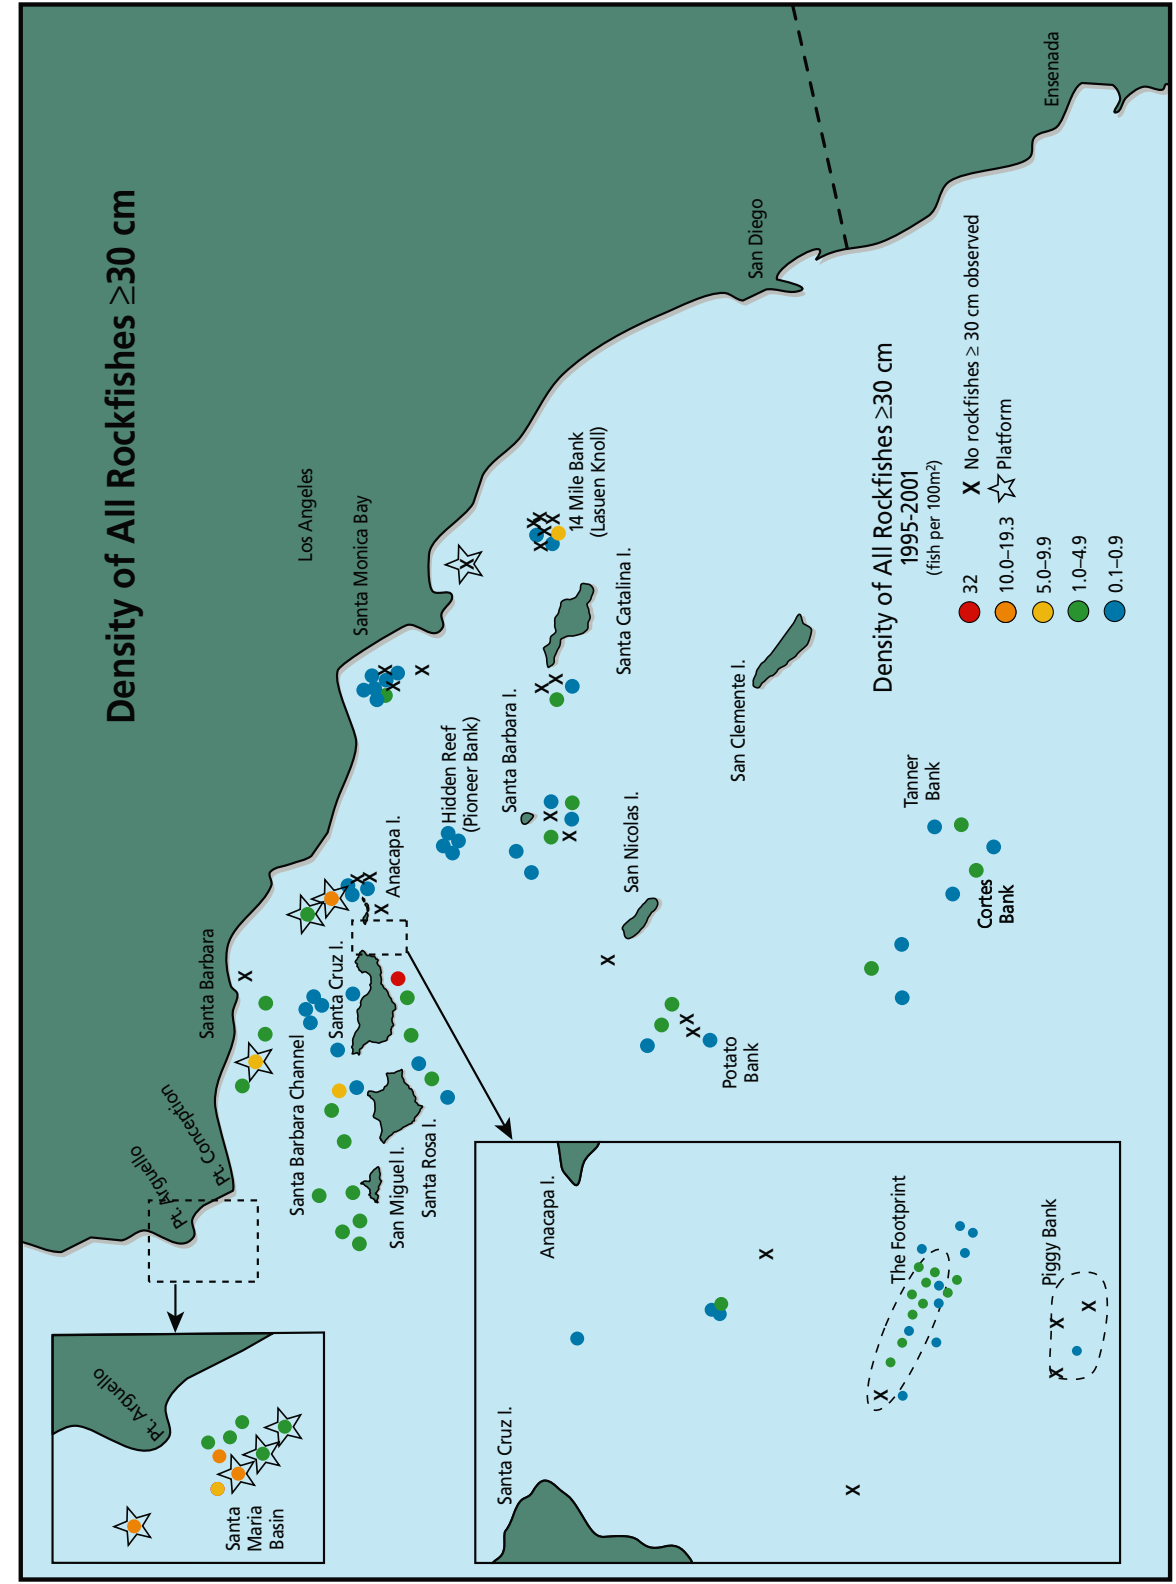 Density of All Rockfishes ≥30 cm
Pt. Arguello
Pt. Conception
Santa Barbara
Los Angeles
Santa Monica Bay
San Diego
Ensenada
Santa Barbara Channel
Santa Cruz I.
Anacapa I.
San Miguel I.
Santa Rosa I.
Hidden Reef
(Pioneer Bank)
Santa Barbara I.
14 Mile Bank
(Lasuen Knoll)
Santa Catalina I.
San Nicolas I.
San Clemente I.
Potato
Bank
Tanner
Bank
Cortes
Bank
Density of All Rockfishes ≥30 cm
1995-2001
(fish per 100m²)
32
10.0–19.3
5.0–9.9
1.0–4.9
0.1–0.9
X No rockfishes ≥ 30 cm observed
Platform
Pt. Arguello
Santa
Maria
Basin
Santa Cruz I.
Anacapa I.
The Footprint
Piggy Bank